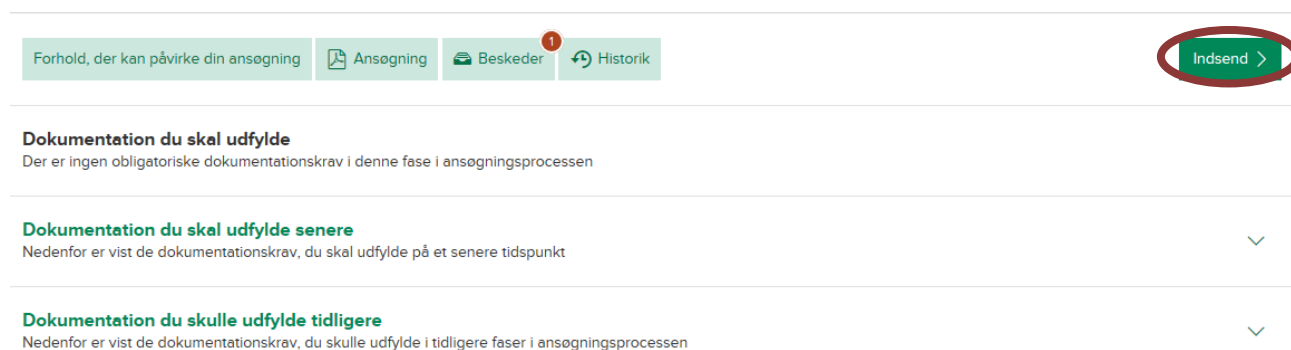 Forhold, der kan påvirke din ansøgning Ansøgning Beskeder 1 Historik Indsend
Dokumentation du skal udfylde
Der er ingen obligatoriske dokumentationskrav i denne fase i ansøgningsprocessen
Dokumentation du skal udfylde senere
Nedenfor er vist de dokumentationskrav, du skal udfylde på et senere tidspunkt
Dokumentation du skulle udfylde tidligere
Nedenfor er vist de dokumentationskrav, du skulle udfylde i tidligere faser i ansøgningsprocessen